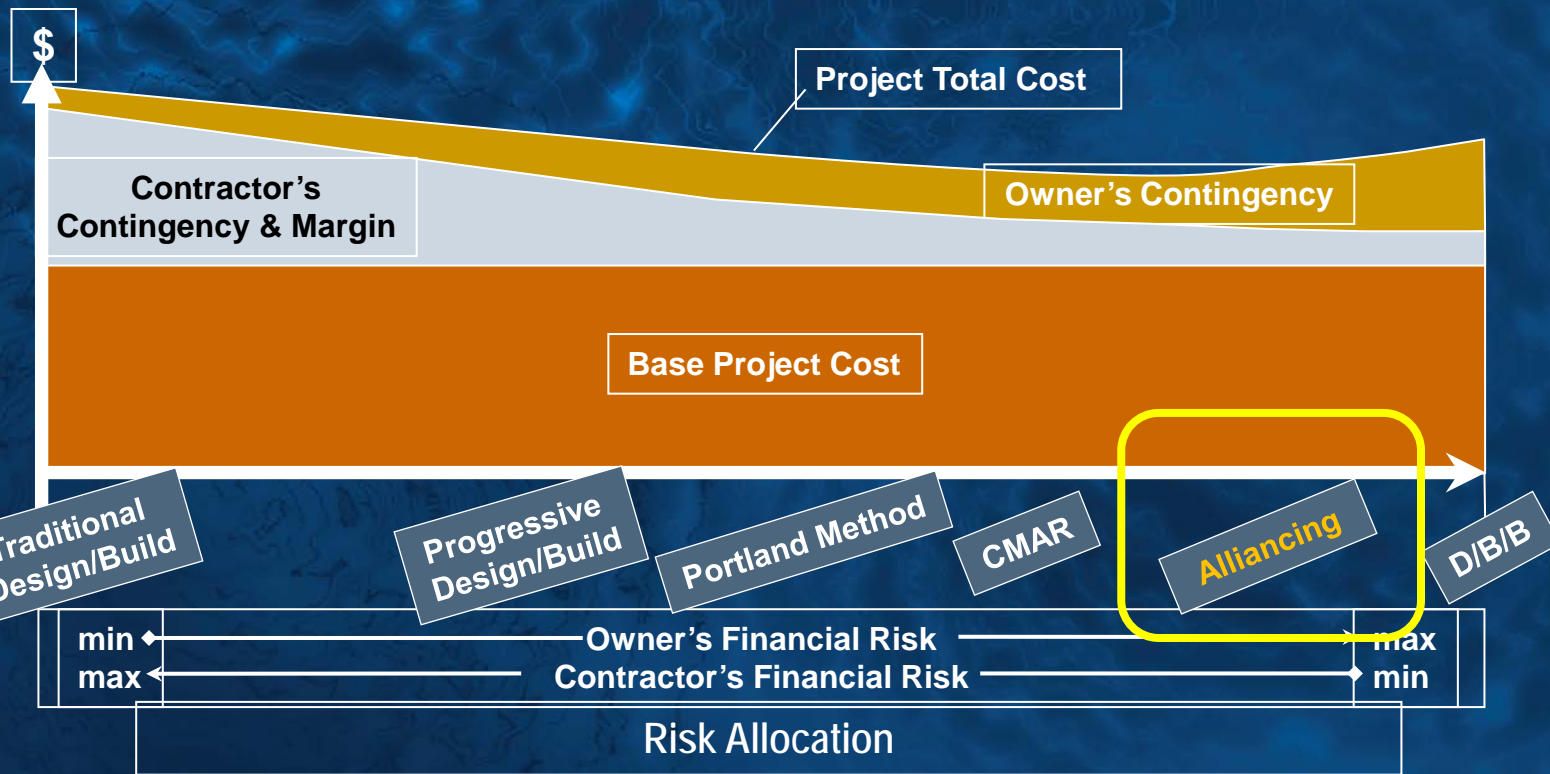 $
Project Total Cost
Contractor’s
Contingency & Margin
Owner’s Contingency
Base Project Cost
Traditional
Design/Build
Progressive
Design/Build
Portland Method
CMAR
Alliancing
D/B/B
min Owner’s Financial Risk max
max Contractor’s Financial Risk min
Risk Allocation